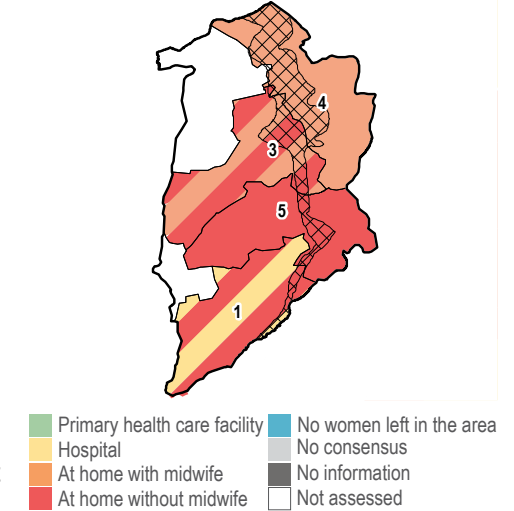 4
3
5
1
Primary health care facility
No women left in the area
Hospital
No consensus
At home with midwife
No information
At home without midwife
Not assessed